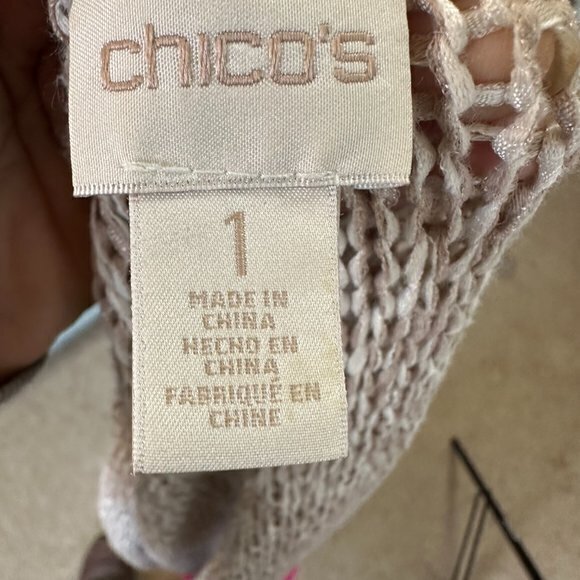 chico's
1
MADE IN
CHINA
HECHO EN
CHINA
FABRIQUÉ EN
CHINE